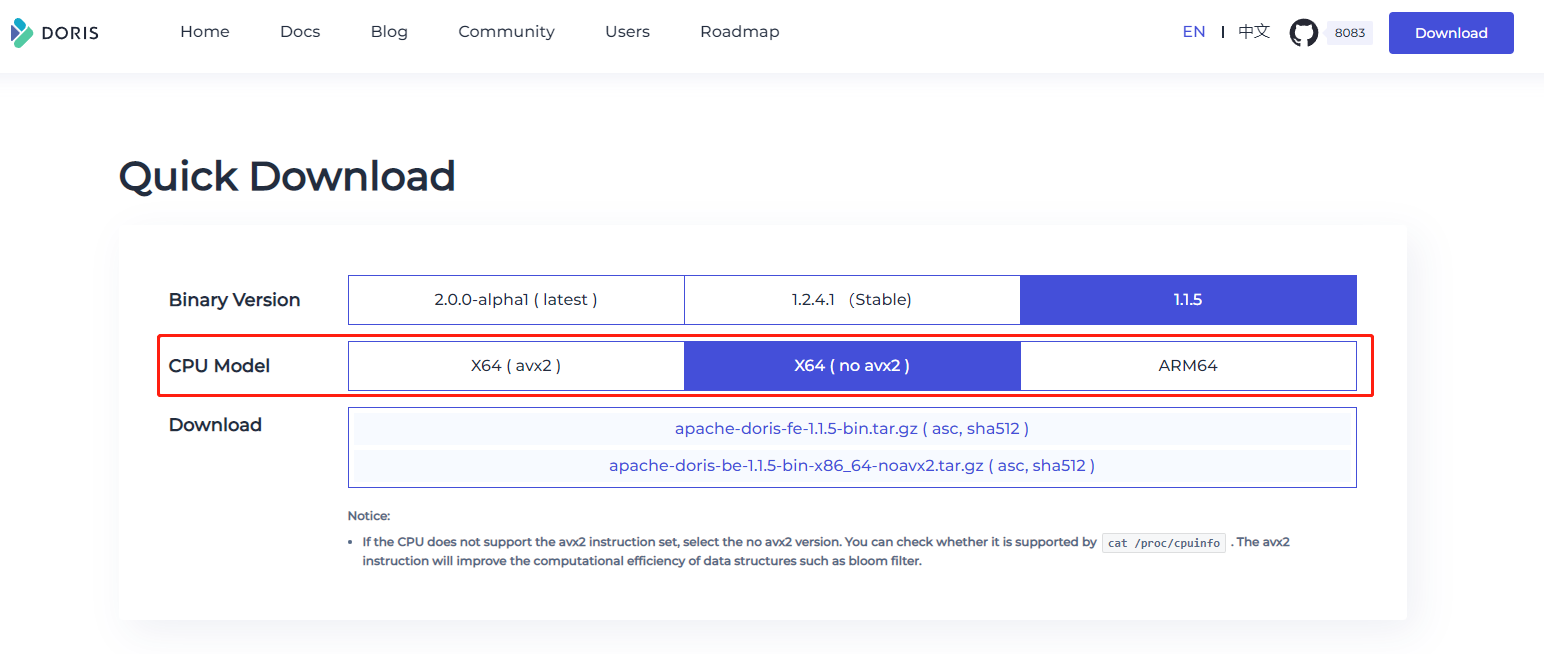 DORIS Home Docs Blog Community Users Roadmap EN 中文 8083 Download
Quick Download
Binary Version 2.0.0-alpha1 ( latest ) 1.2.4.1 （Stable) 1.1.5
CPU Model X64 ( avx2 ) X64 ( no avx2 ) ARM64
Download apache-doris-fe-1.1.5-bin.tar.gz ( asc, sha512 )
apache-doris-be-1.1.5-bin-x86_64-noavx2.tar.gz ( asc, sha512 )
Notice:
• If the CPU does not support the avx2 instruction set, select the no avx2 version. You can check whether it is supported by cat /proc/cpuinfo . The avx2
instruction will improve the computational efficiency of data structures such as bloom filter.